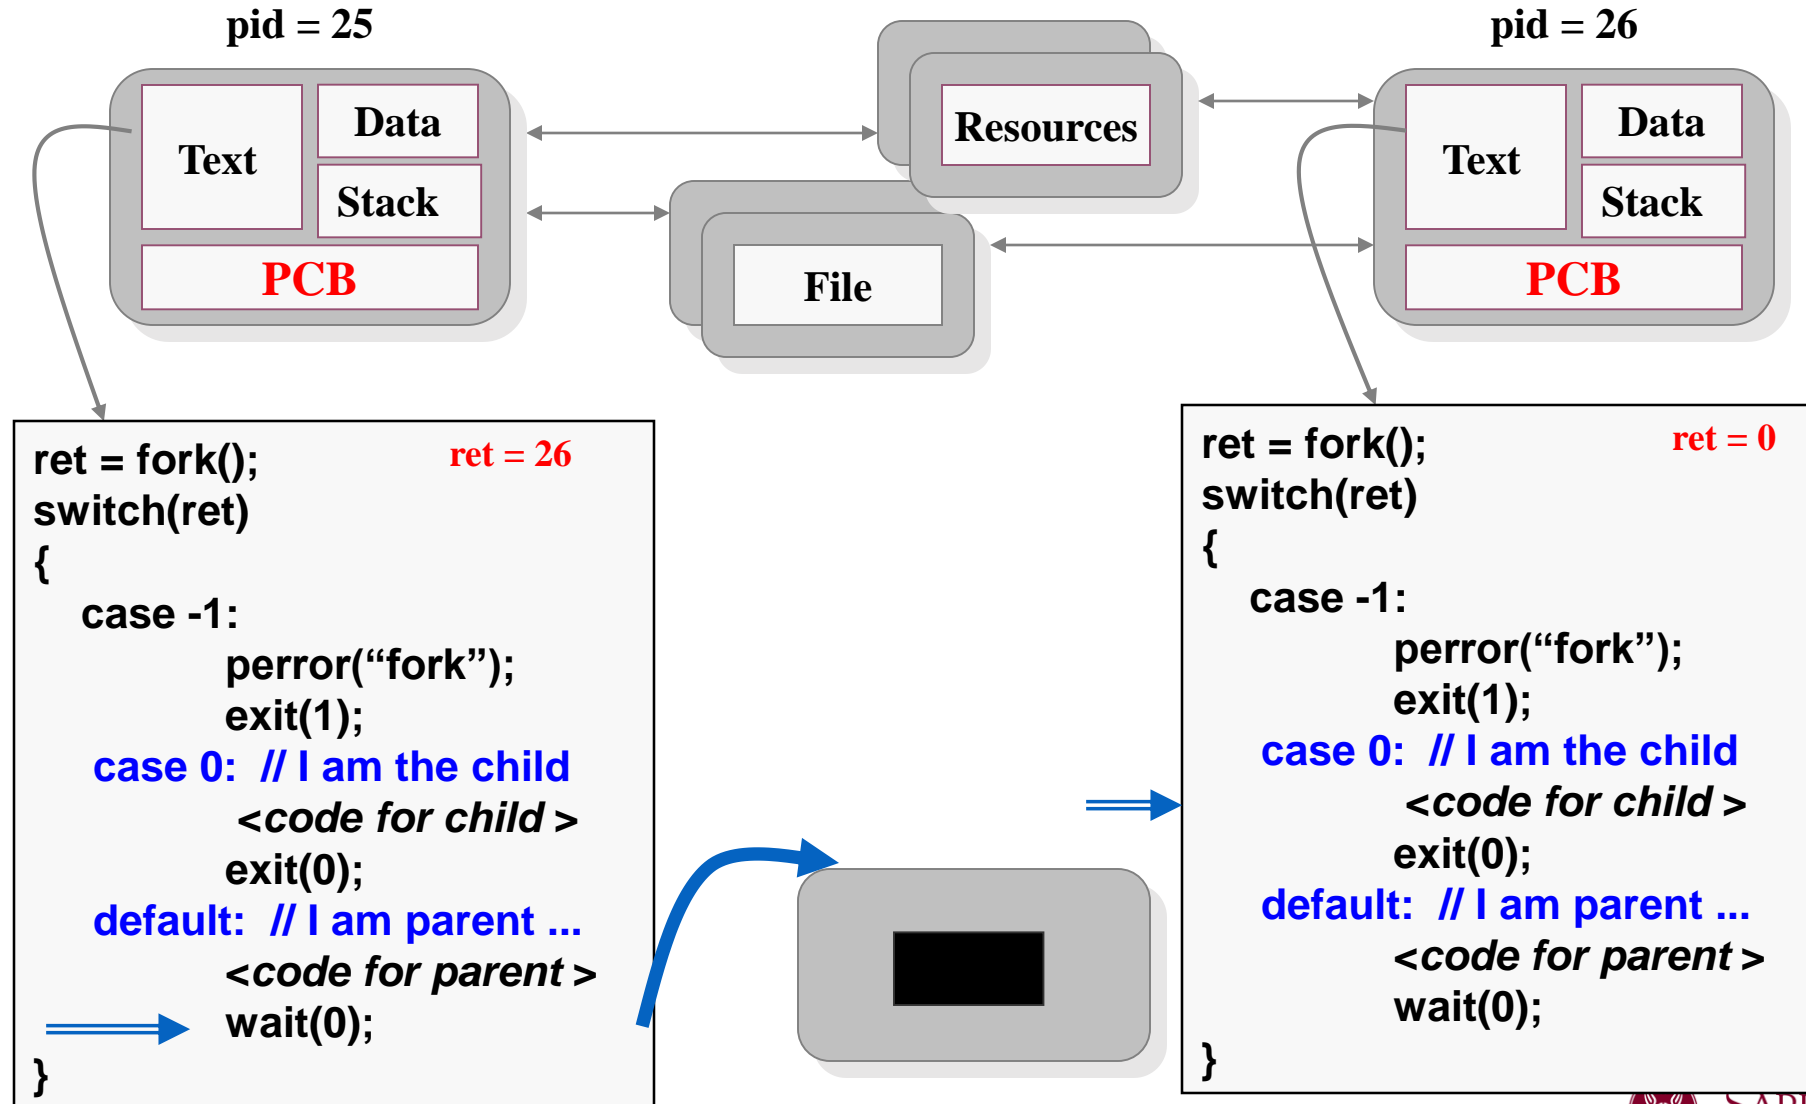 pid = 25
pid = 26
Text
Data
Stack
PCB
Resources
File
Text
Data
Stack
PCB
ret = fork();
ret = 26
switch(ret)
{
case -1:
perror(“fork”);
exit(1);
case 0: // I am the child
<code for child >
exit(0);
default: // I am parent ...
<code for parent >
wait(0);
}
ret = fork();
ret = 0
switch(ret)
{
case -1:
perror(“fork”);
exit(1);
case 0: // I am the child
<code for child >
exit(0);
default: // I am parent ...
<code for parent >
wait(0);
}